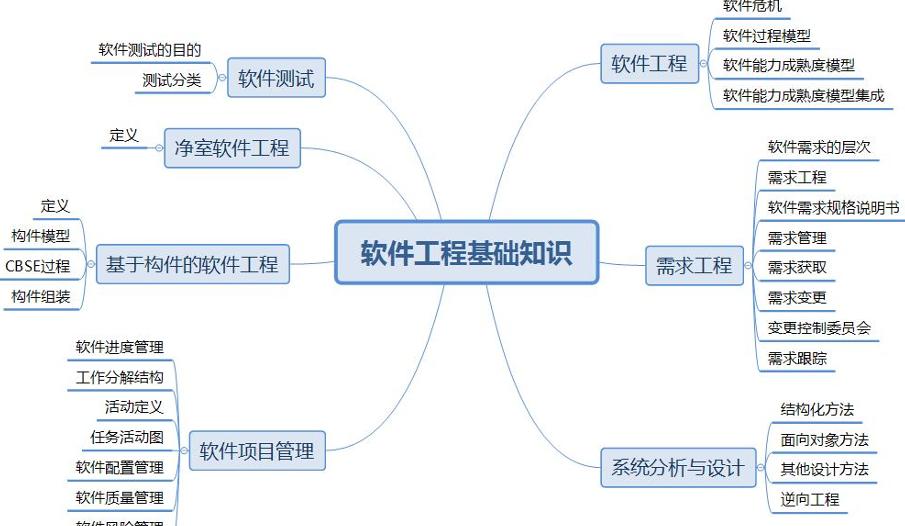 软件工程基础知识
软件工程
软件危机
软件过程模型
软件能力成熟度模型
软件能力成熟度模型集成
需求工程
软件需求的层次
需求工程
软件需求规格说明书
需求管理
需求获取
需求变更
变更控制委员会
需求跟踪
系统分析与设计
结构化方法
面向对象方法
其他设计方法
逆向工程
软件测试
软件测试的目的
测试分类
净室软件工程
定义
基于构件的软件工程
定义
构件模型
CBSE过程
构件组装
软件项目管理
软件进度管理
工作分解结构
活动定义
任务活动图
软件配置管理
软件质量管理
软件风险管理